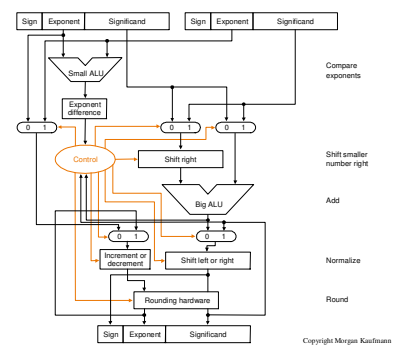 Sign Exponent Significand Sign Exponent Significand
Small ALU
Compare
exponents
Exponent
difference
0 1 0 1 0 1
Control
Shift right
Shift smaller
number right
Big ALU
Add
0 1 0 1
Increment or
decrement
Shift left or right
Normalize
Rounding hardware
Round
Sign Exponent Significand
Copyright Morgan Kaufmann